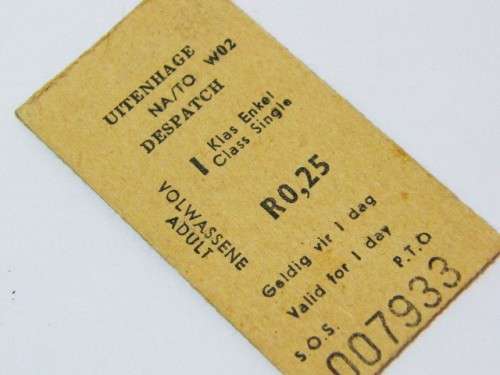 UITENHAGE
NA/TO W02
DESPATCH
I Klas Enkel
Class Single
VOLWASSENE
ADULT
R0,25
Geldig vir 1 dag
Valid for 1 day
P.T.O
S.O.S.
007933